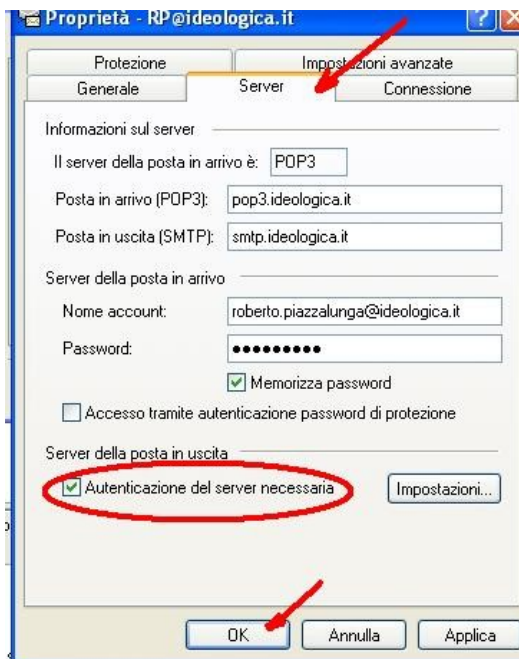 Proprietà - RP@ideologica.it
Protezione
Impostazioni avanzate
Generale
Server
Connessione
Informazioni sul server
Il server della posta in arrivo è: POP3
Posta in arrivo (POP3): pop3.ideologica.it
Posta in uscita (SMTP): smtp.ideologica.it
Server della posta in arrivo
Nome account: roberto.piazzalunga@ideologica.it
Password: ●●●●●●●●●
Memorizza password
Accesso tramite autenticazione password di protezione
Server della posta in uscita
Autenticazione del server necessaria
Impostazioni...
OK
Annulla
Applica